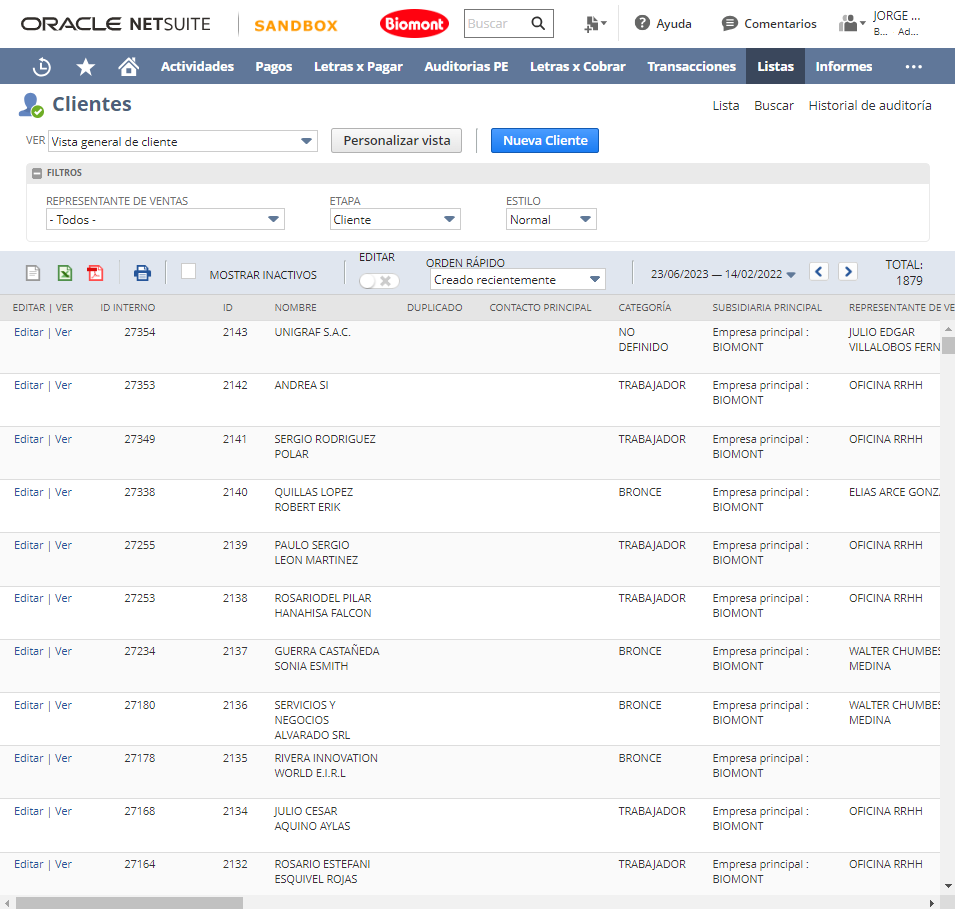 ORACLE NETSUITE
SANDBOX
Biomont
Buscar
Ayuda
Comentarios
JORGE ...
B... Ad...
Actividades Pagos Letras x Pagar Auditorias PE Letras x Cobrar Transacciones Listas Informes ...
Clientes
Lista Buscar Historial de auditoría
VER Vista general de cliente
Personalizar vista
Nueva Cliente
FILTROS
REPRESENTANTE DE VENTAS ETAPA ESTILO
- Todos - Cliente Normal
MOSTRAR INACTIVOS
EDITAR
ORDEN RÁPIDO
Creado recientemente
23/06/2023 — 14/02/2022
TOTAL:
1879
EDITAR | VER ID INTERNO ID NOMBRE DUPLICADO CONTACTO PRINCIPAL CATEGORÍA SUBSIDIARIA PRINCIPAL REPRESENTANTE DE VE
Editar | Ver 27354 2143 UNIGRAF S.A.C. NO Empresa principal : JULIO EDGAR
DEFINIDO BIOMONT VILLALOBOS FERN
Editar | Ver 27353 2142 ANDREA SI TRABAJADOR Empresa principal : OFICINA RRHH
BIOMONT
Editar | Ver 27349 2141 SERGIO RODRIGUEZ TRABAJADOR Empresa principal : OFICINA RRHH
POLAR BIOMONT
Editar | Ver 27338 2140 QUILLAS LOPEZ BRONCE Empresa principal : ELIAS ARCE GONZ
ROBERT ERIK BIOMONT
Editar | Ver 27255 2139 PAULO SERGIO TRABAJADOR Empresa principal : OFICINA RRHH
LEON MARTINEZ BIOMONT
Editar | Ver 27253 2138 ROSARIODEL PILAR TRABAJADOR Empresa principal : OFICINA RRHH
HANAHISA FALCON BIOMONT
Editar | Ver 27234 2137 GUERRA CASTAÑEDA BRONCE Empresa principal : WALTER CHUMBES
SONIA ESMITH BIOMONT MEDINA
Editar | Ver 27180 2136 SERVICIOS Y BRONCE Empresa principal : WALTER CHUMBES
NEGOCIOS BIOMONT MEDINA
ALVARADO SRL
Editar | Ver 27178 2135 RIVERA INNOVATION BRONCE Empresa principal :
WORLD E.I.R.L BIOMONT
Editar | Ver 27168 2134 JULIO CESAR TRABAJADOR Empresa principal : OFICINA RRHH
AQUINO AYLAS BIOMONT
Editar | Ver 27164 2132 ROSARIO ESTEFANI TRABAJADOR Empresa principal : OFICINA RRHH
ESQUIVEL ROJAS BIOMONT